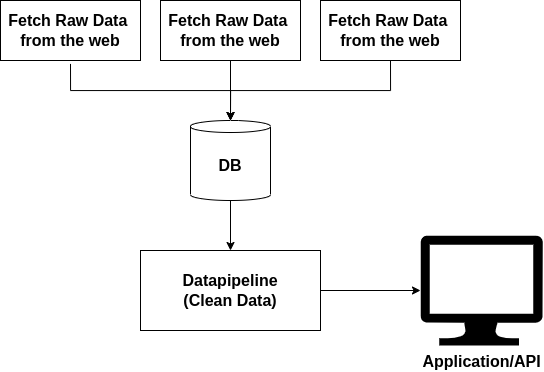 Fetch Raw Data
from the web
Fetch Raw Data
from the web
Fetch Raw Data
from the web
DB
Datapipeline
(Clean Data)
Application/API